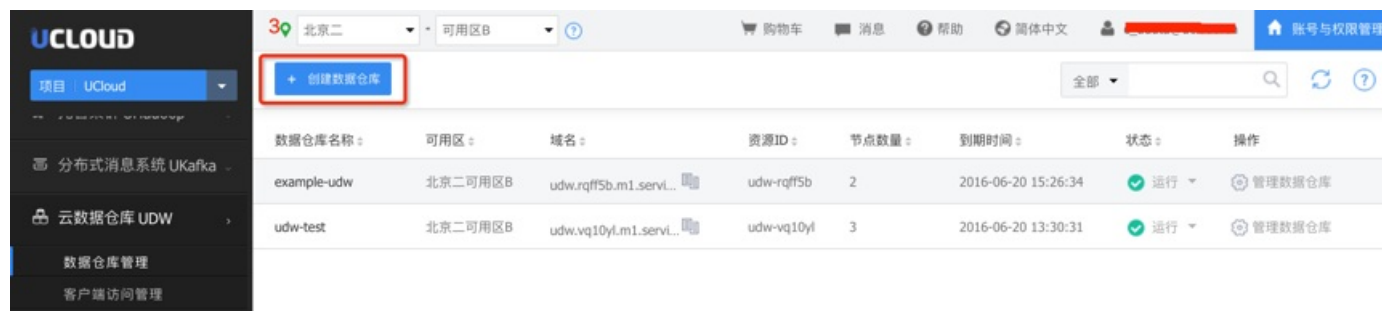 UCLOUD
北京二 - 可用区B ?
购物车 消息 帮助 简体中文 账号与权限管理
项目 UCloud
+ 创建数据仓库
全部
数据仓库名称 可用区 域名 资源ID 节点数量 到期时间 状态 操作
分布式消息系统 UKafka
example-udw 北京二可用区B udw.rqff5b.m1.servi... udw-rqff5b 2 2016-06-20 15:26:34 运行 管理数据仓库
云数据仓库 UDW
udw-test 北京二可用区B udw.vq10yl.m1.servi... udw-vq10yl 3 2016-06-20 13:30:31 运行 管理数据仓库
数据仓库管理
客户端访问管理